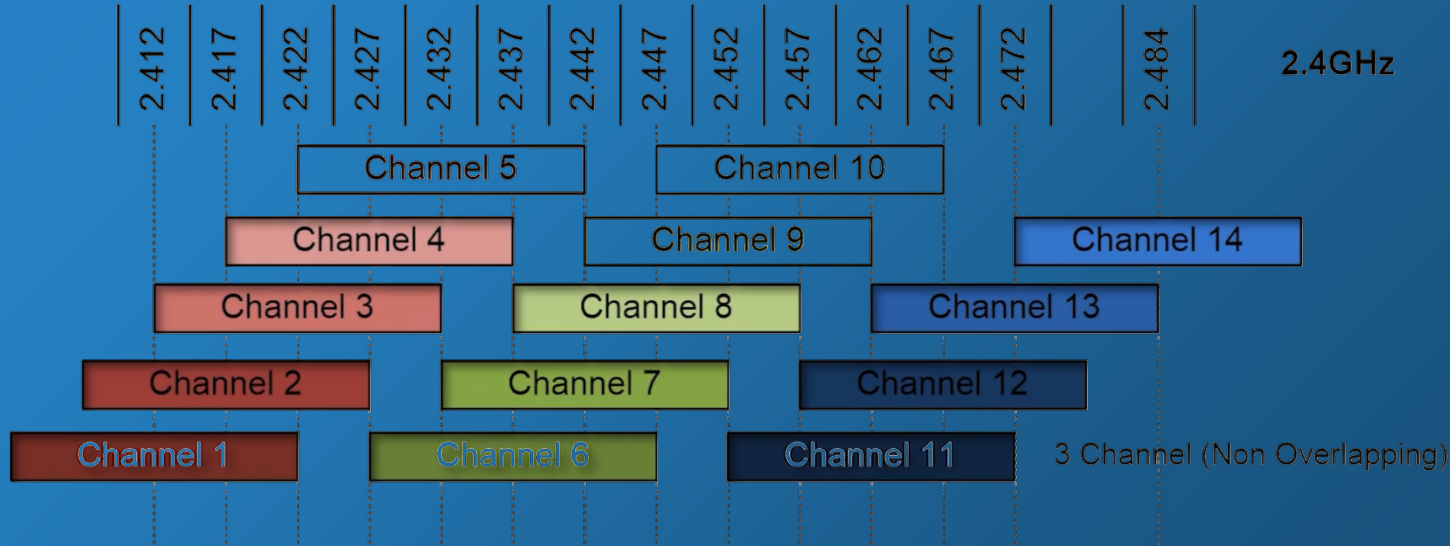 2.412 2.417 2.422 2.427 2.432 2.437 2.442 2.447 2.452 2.457 2.462 2.467 2.472 2.484 2.4GHz
Channel 5 Channel 10
Channel 4 Channel 9 Channel 14
Channel 3 Channel 8 Channel 13
Channel 2 Channel 7 Channel 12
Channel 1 Channel 6 Channel 11 3 Channel (Non Overlapping)